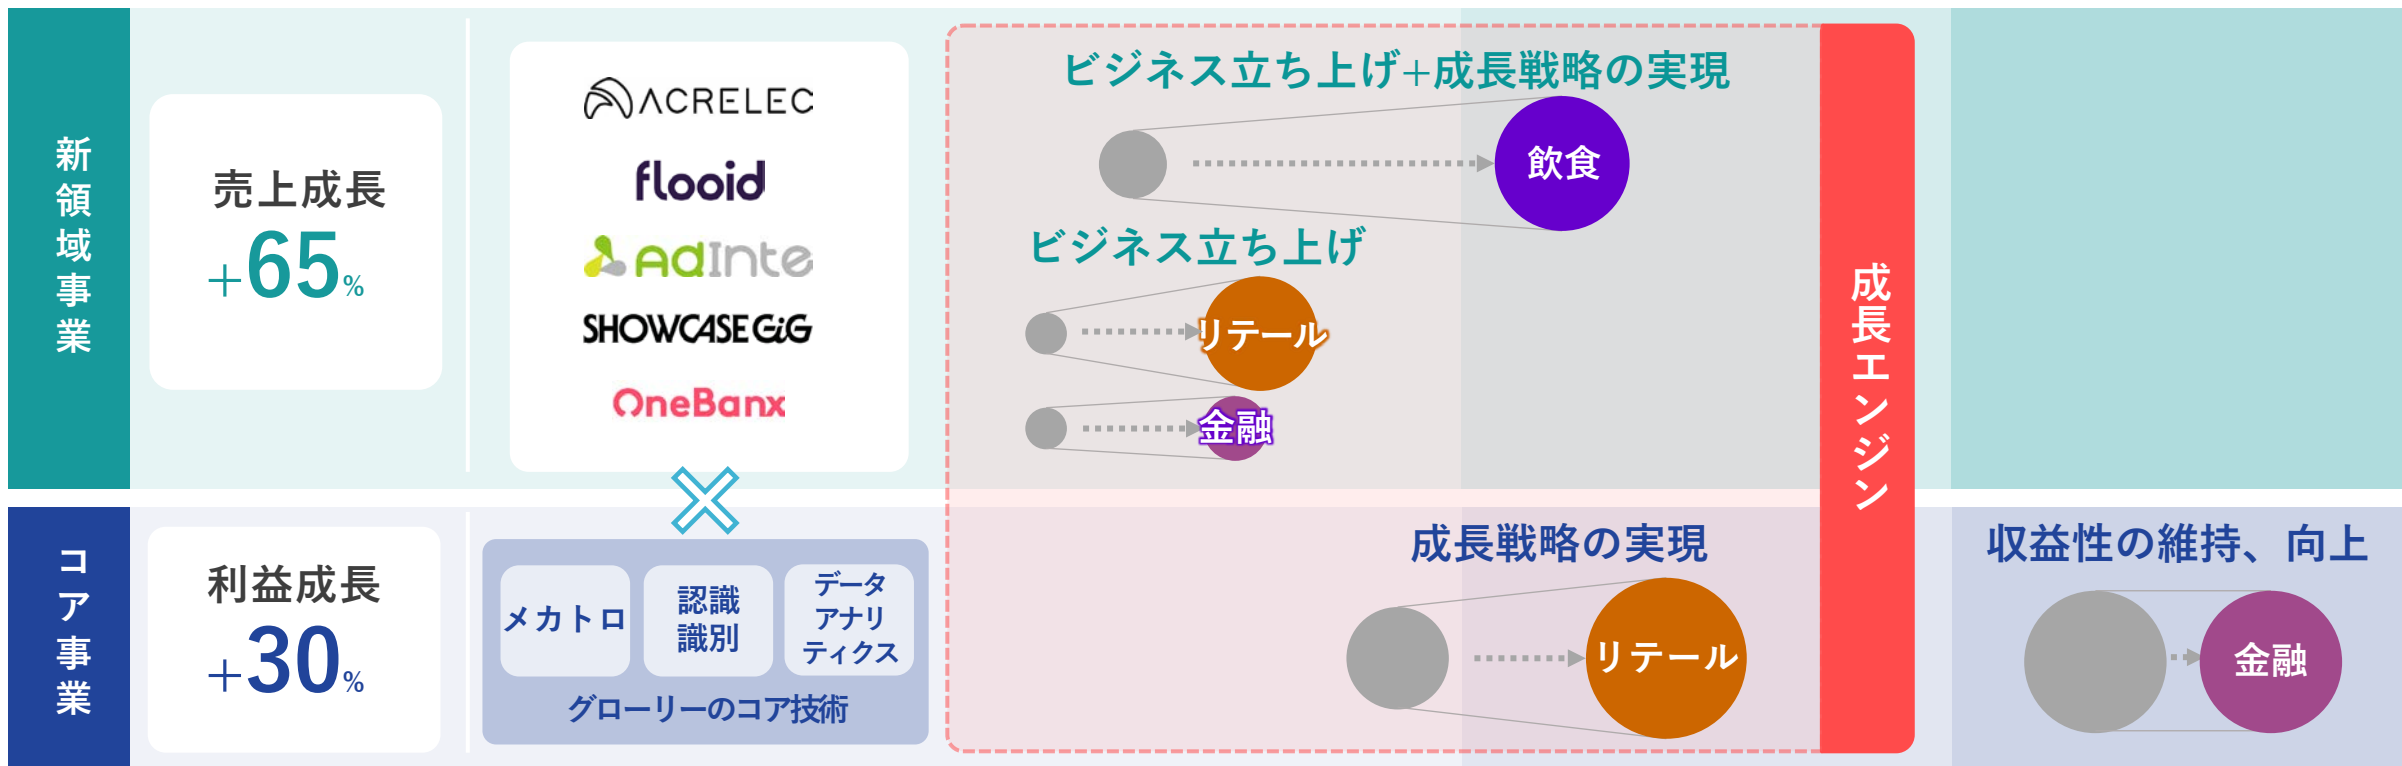 新領域事業
売上成長
+65%
ACRELEC
flooid
AdInte
SHOWCASE GiG
OneBanx
ビジネス立ち上げ+成長戦略の実現
飲食
ビジネス立ち上げ
リテール
金融
成長エンジン
コア事業
利益成長
+30%
メカトロ
認識
識別
データ
アナリ
ティクス
グローリーのコア技術
成長戦略の実現
リテール
収益性の維持、向上
金融